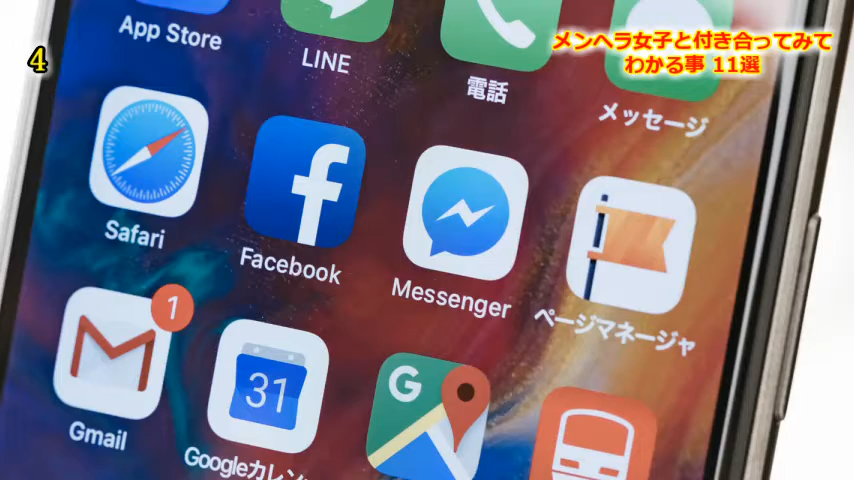 メンヘラ女子と付き合ってみて
わかる事 11選
4
App Store
LINE
電話
メッセージ
Safari
Facebook
Messenger
ページマネージャ
1
31
G
Gmail
Googleカレン